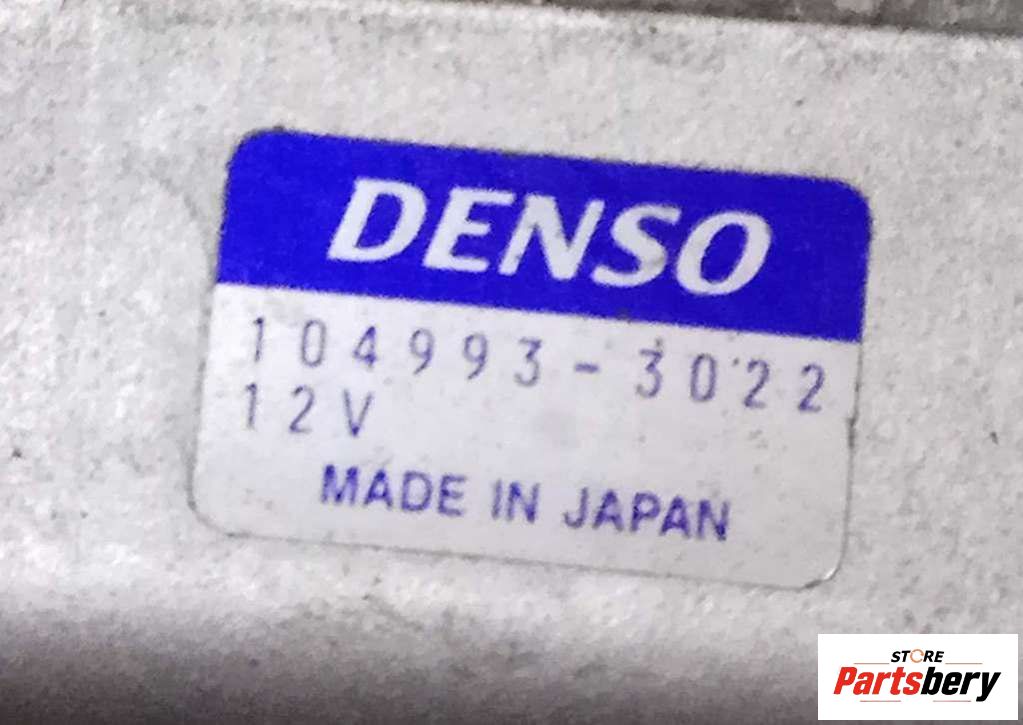 DENSO
104993-3022
12V
MADE IN JAPAN
STORE
Partsbery